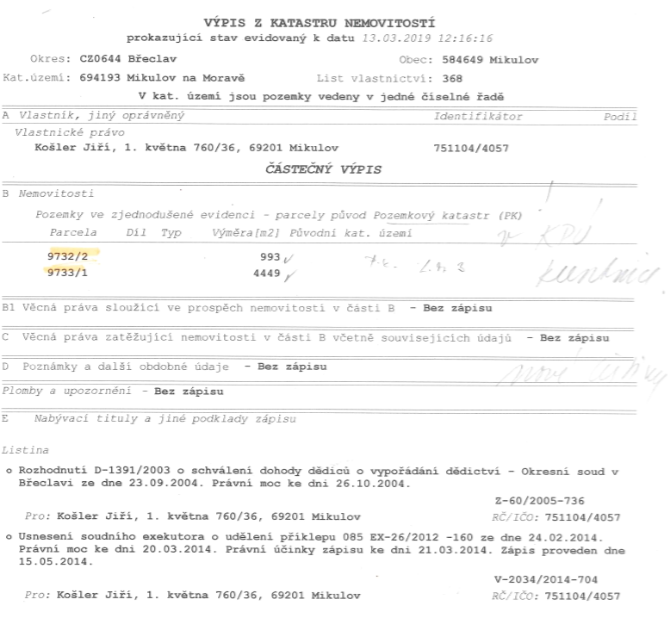 VÝPIS Z KATASTRU NEMOVITOSTÍ
prokazující stav evidovaný k datu 13.03.2019 12:16:16
Okres: CZ0644 Břeclav Obec: 584649 Mikulov
Kat.území: 694193 Mikulov na Moravě List vlastnictví: 368
V kat. území jsou pozemky vedeny v jedné číselné řadě
A Vlastník, jiný oprávněný Identifikátor Podíl
Vlastnické právo
Košler Jiří, 1. května 760/36, 69201 Mikulov 751104/4057
ČÁSTEČNÝ VÝPIS
B Nemovitosti
Pozemky ve zjednodušené evidenci - parcely původ Pozemkový katastr (PK)
Parcela Díl Typ Výměra[m2] Původní kat. území
9732/2 993
9733/1 4449
B1 Věcná práva sloužící ve prospěch nemovitostí v části B - Bez zápisu
C Věcná práva zatěžující nemovitosti v části B včetně souvisejících údajů - Bez zápisu
D Poznámky a další obdobné údaje - Bez zápisu
Plomby a upozornění - Bez zápisu
E Nabývací tituly a jiné podklady zápisu
Listina
o Rozhodnutí D-1391/2003 o schválení dohody dědiců o vypořádání dědictví - Okresní soud v
Břeclavi ze dne 23.09.2004. Právní moc ke dni 26.10.2004.
Z-60/2005-736
Pro: Košler Jiří, 1. května 760/36, 69201 Mikulov RČ/IČO: 751104/4057
o Usnesení soudního exekutora o udělení příklepu 085 EX-26/2012 -160 ze dne 24.02.2014.
Právní moc ke dni 20.03.2014. Právní účinky zápisu ke dni 21.03.2014. Zápis proveden dne
15.05.2014.
V-2034/2014-704
Pro: Košler Jiří, 1. května 760/36, 69201 Mikulov RČ/IČO: 751104/4057